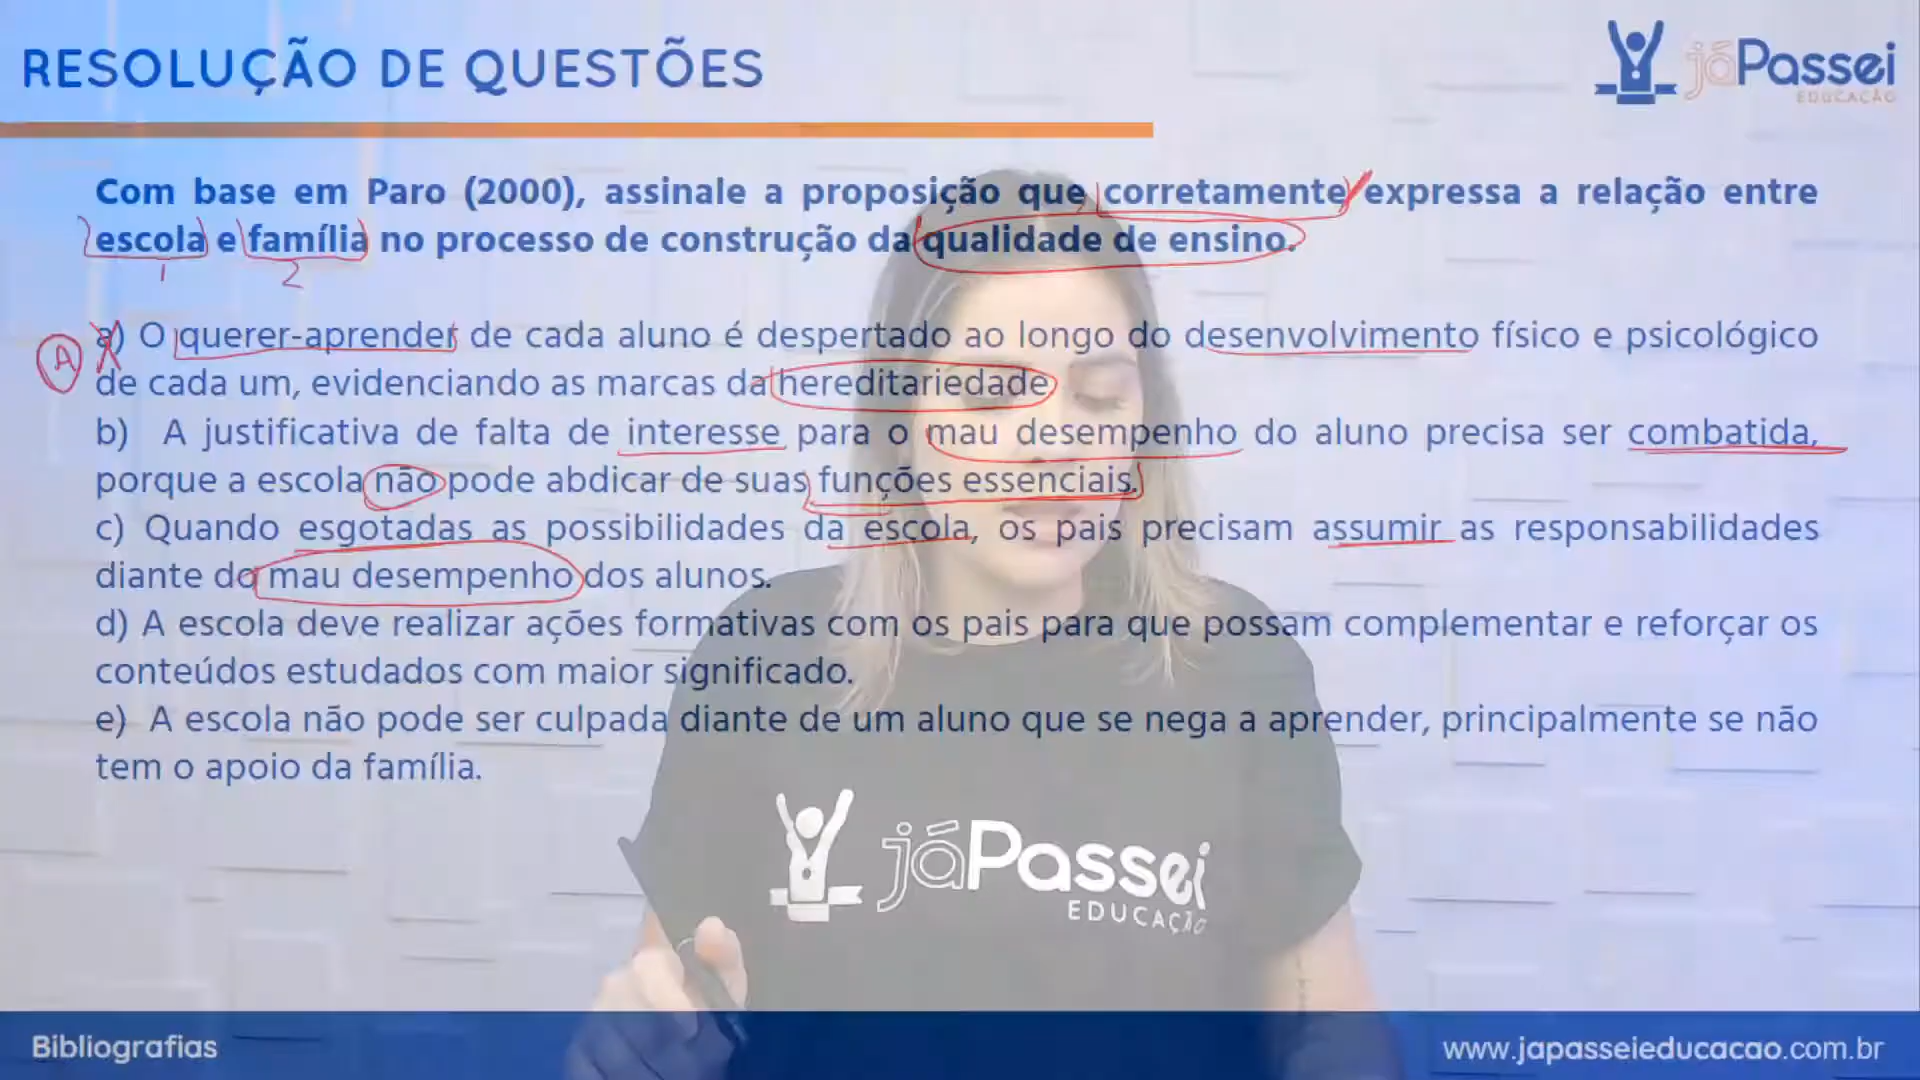 RESOLUÇÃO DE QUESTÕES
jáPassei
EDUCAÇÃO
Com base em Paro (2000), assinale a proposição que corretamente expressa a relação entre
escola e família no processo de construção da qualidade de ensino.
1 2
a) O querer-aprender de cada aluno é despertado ao longo do desenvolvimento físico e psicológico
A
de cada um, evidenciando as marcas da hereditariedade
b) A justificativa de falta de interesse para o mau desempenho do aluno precisa ser combatida,
porque a escola não pode abdicar de suas funções essenciais.
c) Quando esgotadas as possibilidades da escola, os pais precisam assumir as responsabilidades
diante do mau desempenho dos alunos.
d) A escola deve realizar ações formativas com os pais para que possam complementar e reforçar os
conteúdos estudados com maior significado.
e) A escola não pode ser culpada diante de um aluno que se nega a aprender, principalmente se não
tem o apoio da família.
jáPassei
EDUCAÇÃO
Bibliografias
www.japasseieducacao.com.br